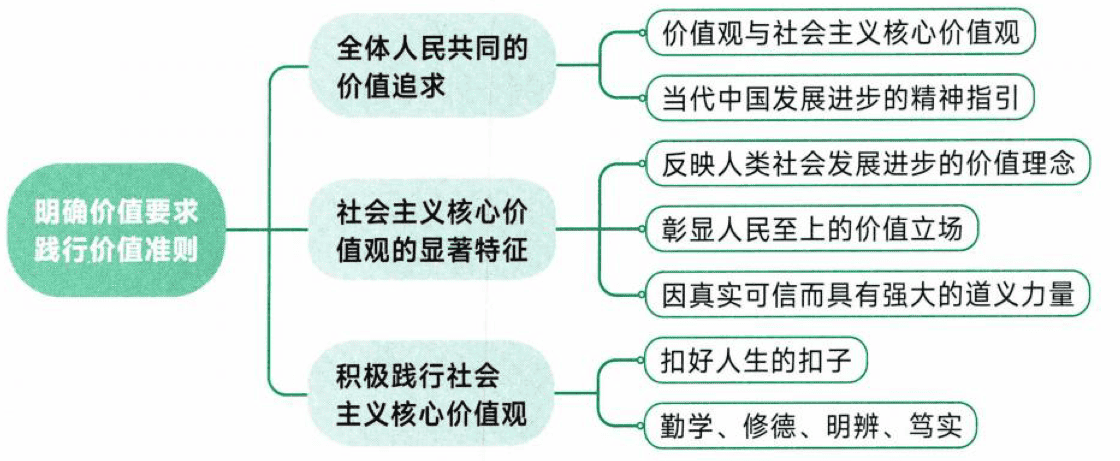 明确价值要求
践行价值准则
全体人民共同的
价值追求
价值观与社会主义核心价值观
当代中国发展进步的精神指引
社会主义核心价
值观的显著特征
反映人类社会发展进步的价值理念
彰显人民至上的价值立场
因真实可信而具有强大的道义力量
积极践行社会
主义核心价值观
扣好人生的扣子
勤学、修德、明辨、笃实